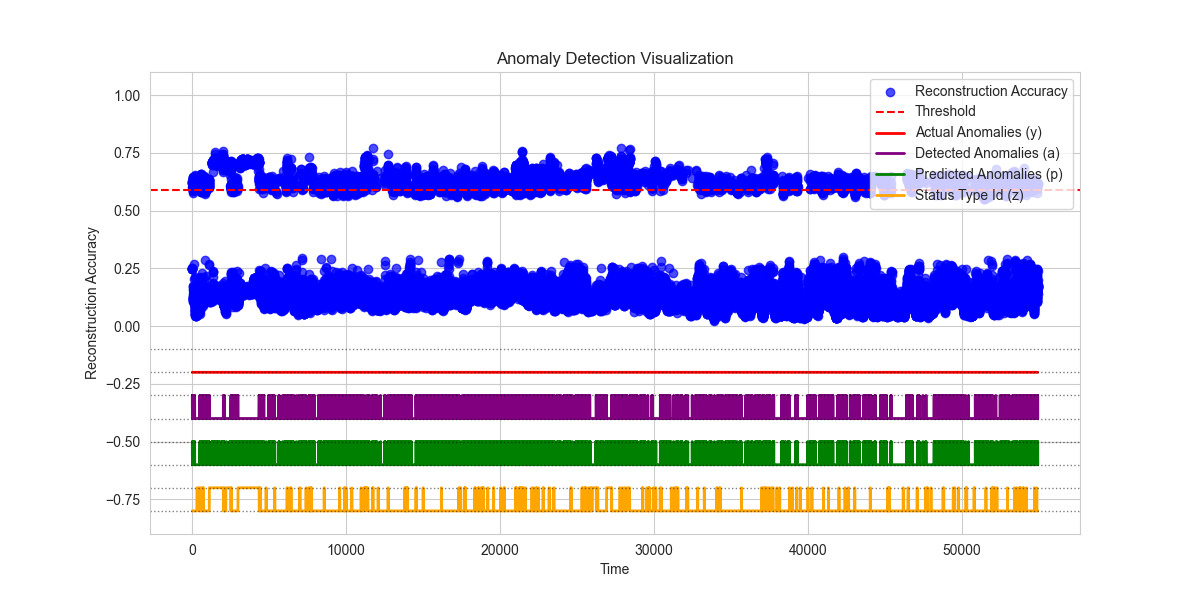 Anomaly Detection Visualization
Reconstruction Accuracy
1.00
0.75
0.50
0.25
0.00
−0.25
−0.50
−0.75
Reconstruction Accuracy
Threshold
Actual Anomalies (y)
Detected Anomalies (a)
Predicted Anomalies (p)
Status Type Id (z)
0
10000
20000
30000
40000
50000
Time